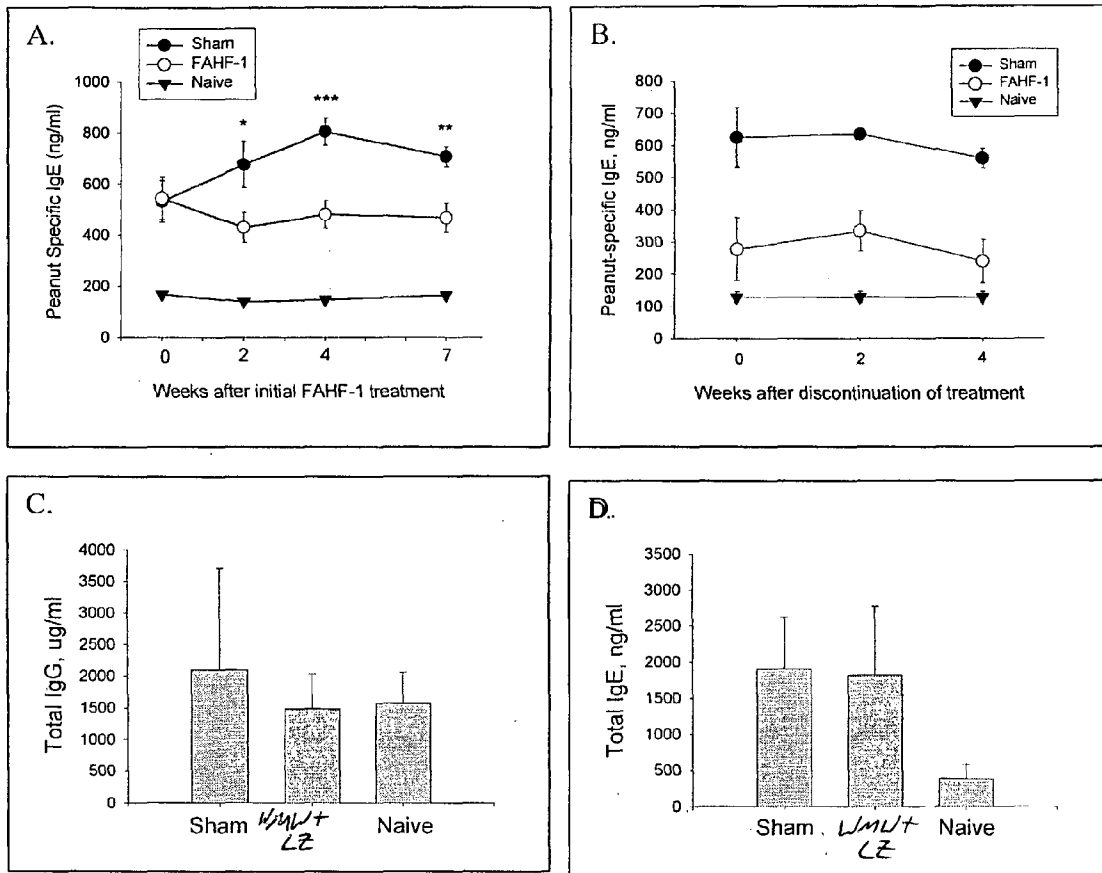 A.
Sham
FAHF-1
Naive
Peanut Specific IgE (ng/ml)
1000
800
600
400
200
0
*
***
**
0 2 4 7
Weeks after initial FAHF-1 treatment
B.
Sham
FAHF-1
Naive
Peanut-specific IgE, ng/ml
800
700
600
500
400
300
200
100
0
0 2 4
Weeks after discontinuation of treatment
C.
Total IgG, ug/ml
4000
3500
3000
2500
2000
1500
1000
500
0
Sham WMW+ Naive
LZ
D.
Total IgE, ng/ml
3500
3000
2500
2000
1500
1000
500
0
Sham WMW+ Naive
LZ